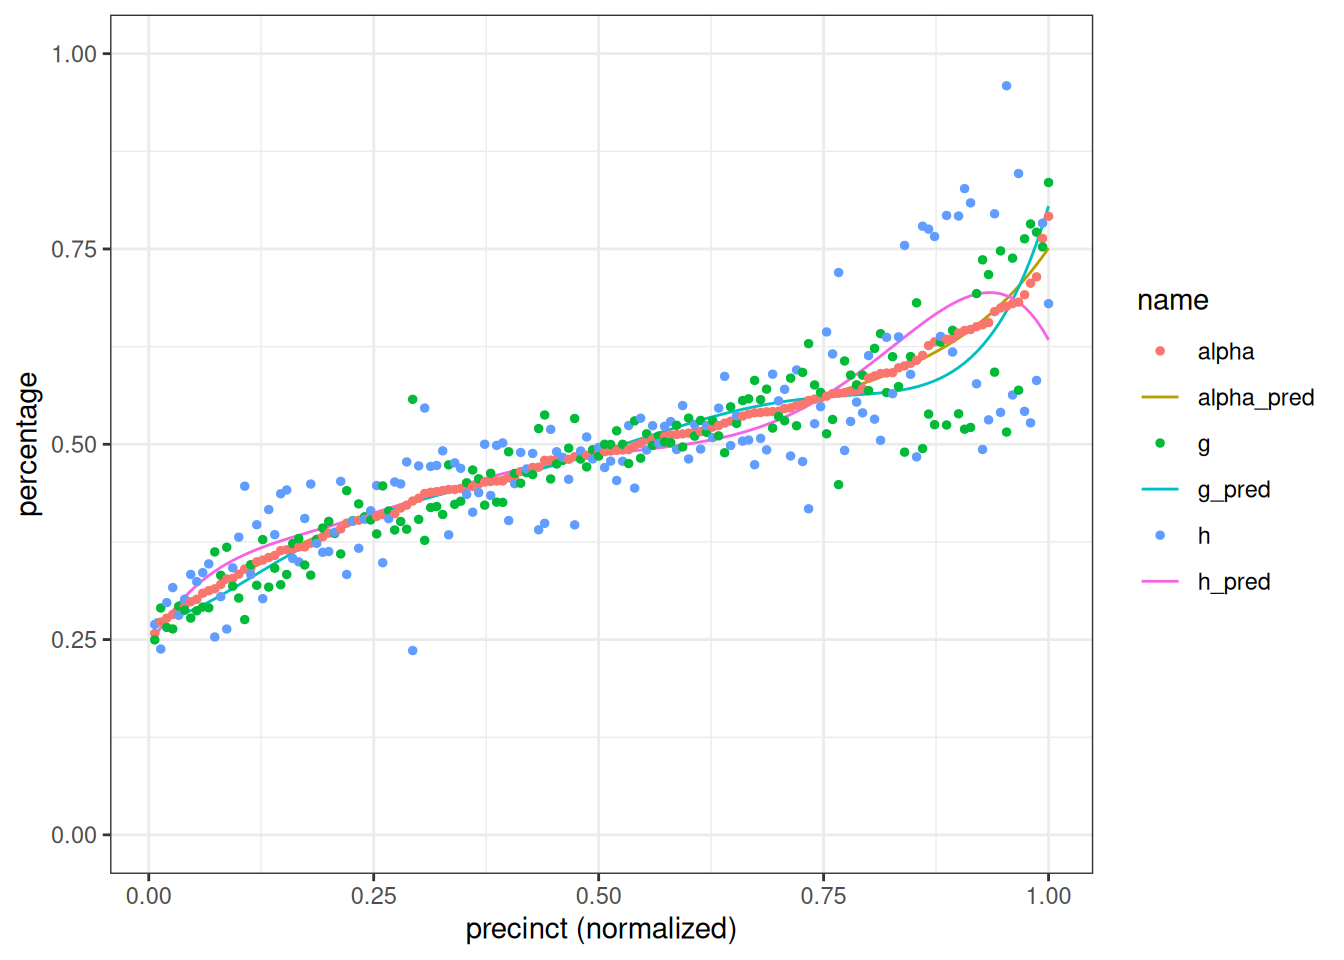 1.00
0.75
0.50
0.25
0.00
percentage
0.00 0.25 0.50 0.75 1.00
precinct (normalized)
name
alpha
alpha_pred
g
g_pred
h
h_pred